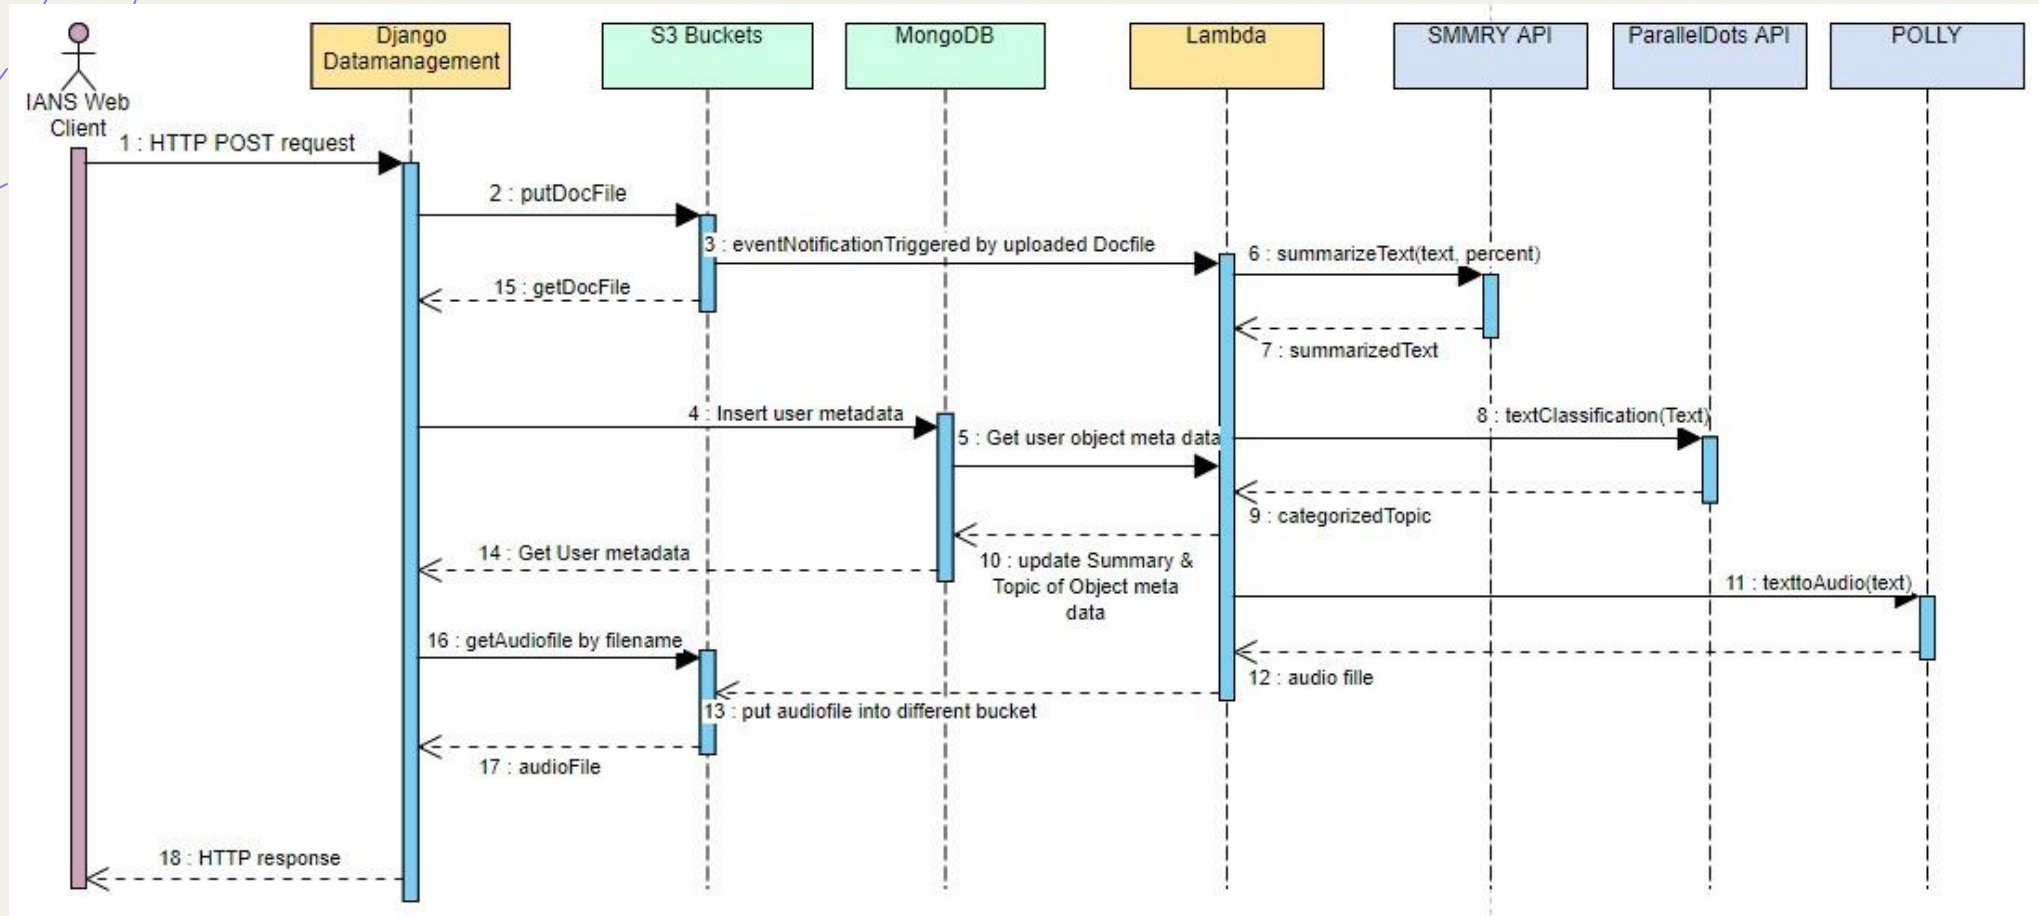 Django
Datamanagement
S3 Buckets
MongoDB
Lambda
SMMRY API
ParallelDots API
POLLY
IANS Web
Client
1 : HTTP POST request
2 : putDocFile
3 : eventNotificationTriggered by uploaded Docfile
6 : summarizeText(text, percent)
15 : getDocFile
7 : summarizedText
4 : Insert user metadata
5 : Get user object meta data
8 : textClassification(Text)
9 : categorizedTopic
14 : Get User metadata
10 : update Summary &
Topic of Object meta
data
11 : texttoAudio(text)
16 : getAudiofile by filename
12 : audio fille
13 : put audiofile into different bucket
17 : audioFile
18 : HTTP response